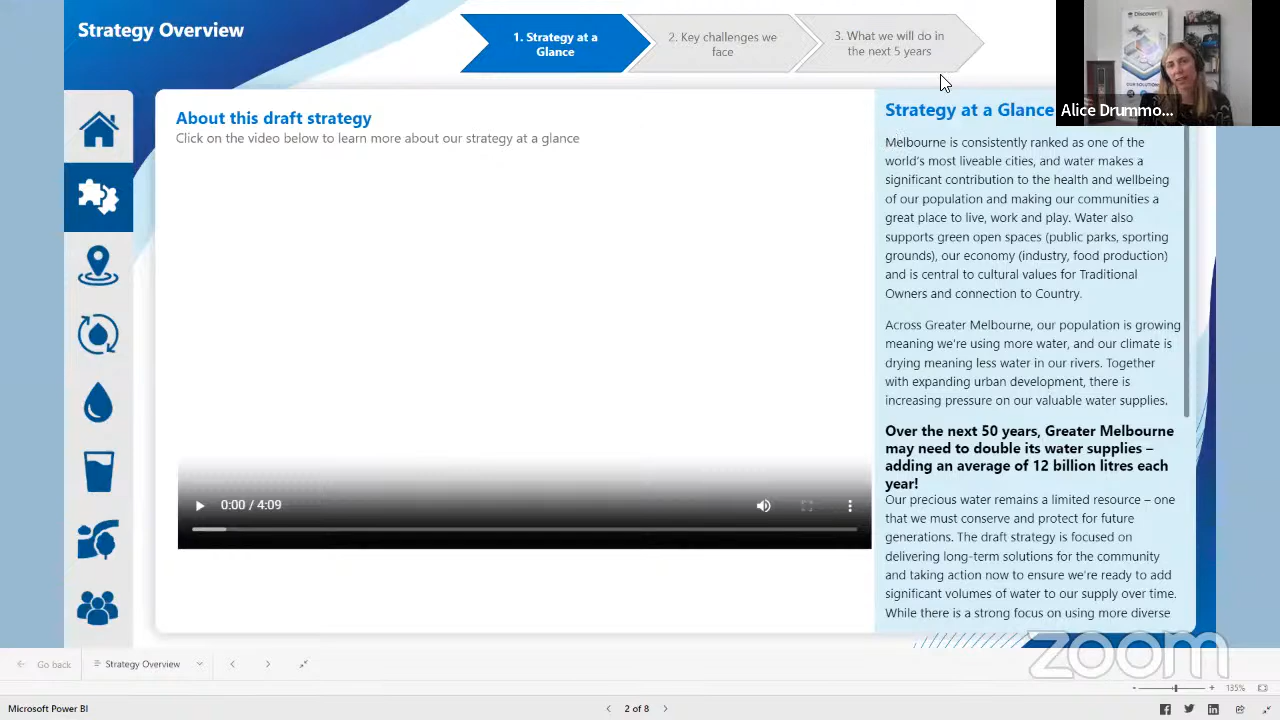 Strategy Overview
1. Strategy at a
Glance
2. Key challenges we
face
3. What we will do in
the next 5 years
Discover
Alice Drummo...
About this draft strategy
Click on the video below to learn more about our strategy at a glance
0:00 / 4:09
Strategy at a Glance
Melbourne is consistently ranked as one of the
world's most liveable cities, and water makes a
significant contribution to the health and wellbeing
of our population and making our communities a
great place to live, work and play. Water also
supports green open spaces (public parks, sporting
grounds), our economy (industry, food production)
and is central to cultural values for Traditional
Owners and connection to Country.
Across Greater Melbourne, our population is growing
meaning we're using more water, and our climate is
drying meaning less water in our rivers. Together
with expanding urban development, there is
increasing pressure on our valuable water supplies.
Over the next 50 years, Greater Melbourne
may need to double its water supplies –
adding an average of 12 billion litres each
year!
Our precious water remains a limited resource – one
that we must conserve and protect for future
generations. The draft strategy is focused on
delivering long-term solutions for the community
and taking action now to ensure we're ready to add
significant volumes of water to our supply over time.
While there is a strong focus on using more diverse
zoom
Go back
Strategy Overview
135%
Microsoft Power BI
2 of 8